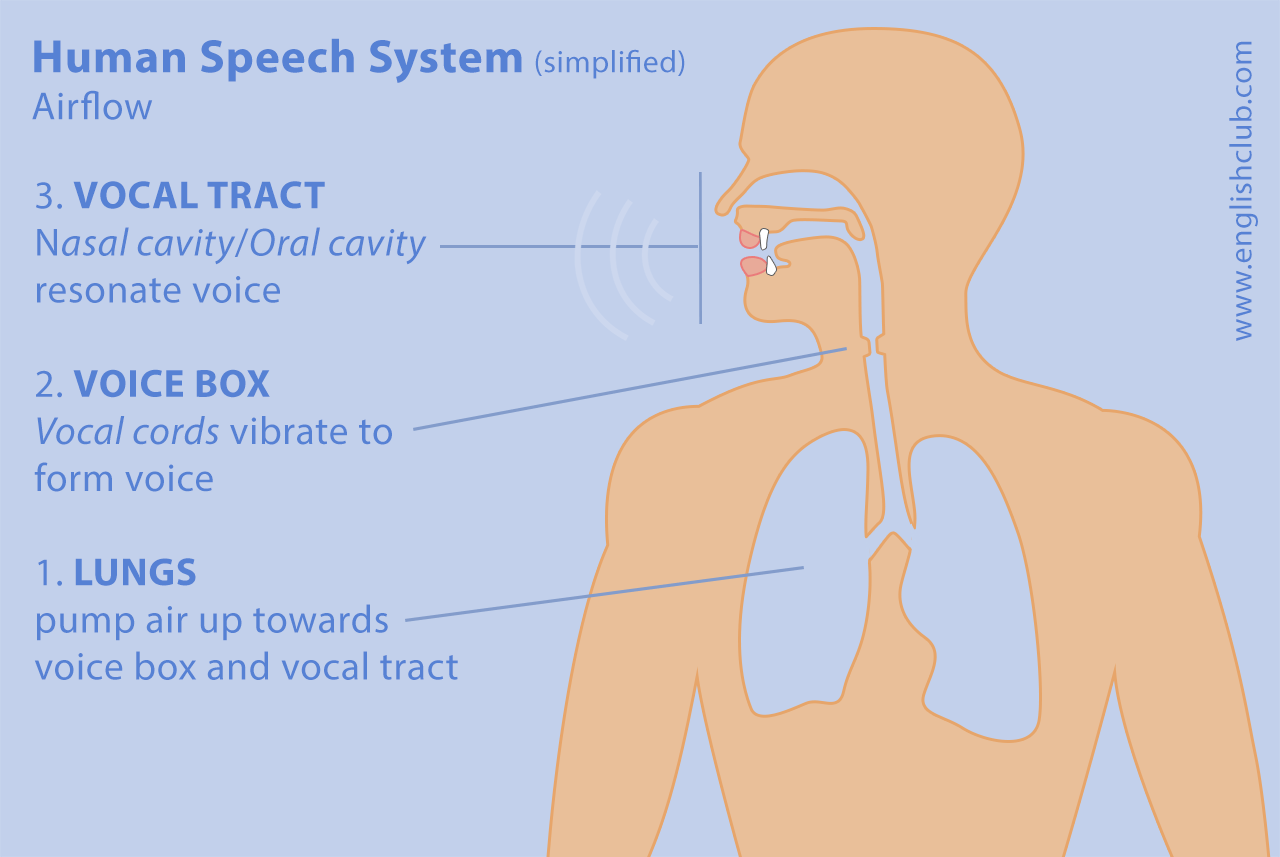 Human Speech System (simplified)
Airflow
3. VOCAL TRACT
Nasal cavity/Oral cavity
resonate voice
2. VOICE BOX
Vocal cords vibrate to
form voice
1. LUNGS
pump air up towards
voice box and vocal tract
www.englishclub.com